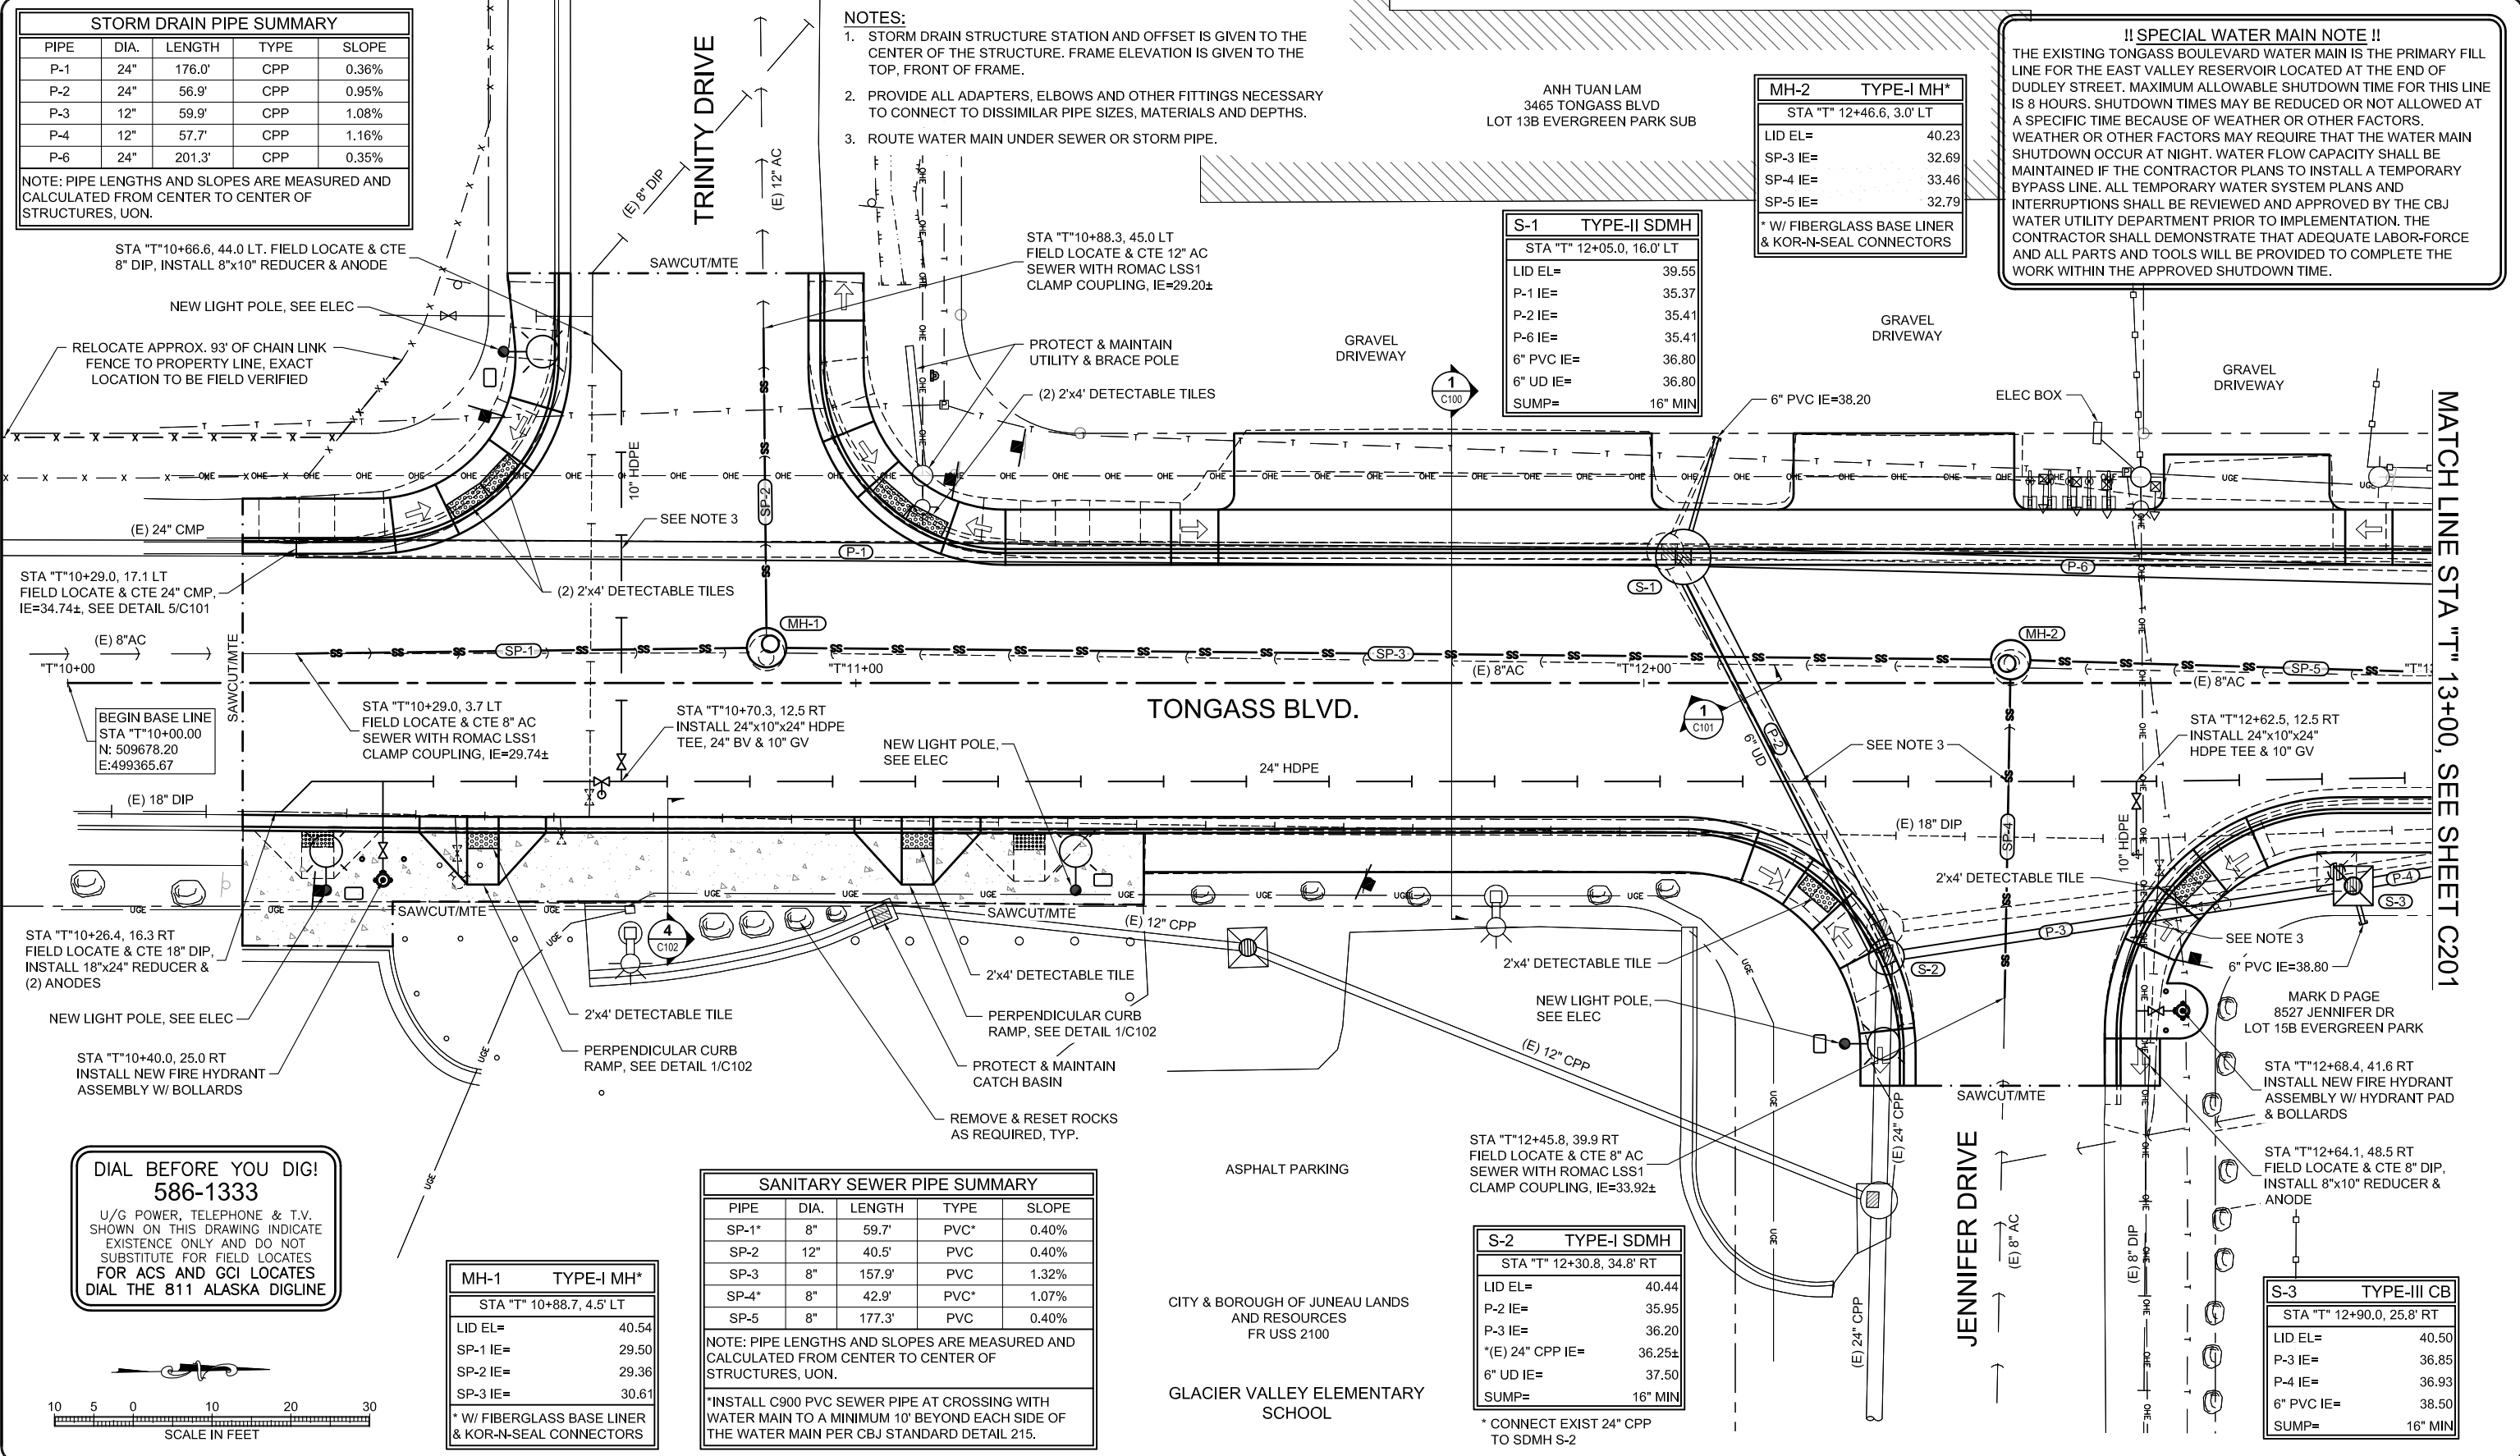 STORM DRAIN PIPE SUMMARY
PIPE DIA. LENGTH TYPE SLOPE
P-1 24" 176.0' CPP 0.36%
P-2 24" 56.9' CPP 0.95%
P-3 12" 59.9' CPP 1.08%
P-4 12" 57.7' CPP 1.16%
P-6 24" 201.3' CPP 0.35%
NOTE: PIPE LENGTHS AND SLOPES ARE MEASURED AND
CALCULATED FROM CENTER TO CENTER OF
STRUCTURES, UON.
NOTES:
1. STORM DRAIN STRUCTURE STATION AND OFFSET IS GIVEN TO THE
CENTER OF THE STRUCTURE. FRAME ELEVATION IS GIVEN TO THE
TOP, FRONT OF FRAME.
2. PROVIDE ALL ADAPTERS, ELBOWS AND OTHER FITTINGS NECESSARY
TO CONNECT TO DISSIMILAR PIPE SIZES, MATERIALS AND DEPTHS.
3. ROUTE WATER MAIN UNDER SEWER OR STORM PIPE.
ANH TUAN LAM
3465 TONGASS BLVD
LOT 13B EVERGREEN PARK SUB
MH-2 TYPE-I MH*
STA "T" 12+46.6, 3.0' LT
LID EL= 40.23
SP-3 IE= 32.69
SP-4 IE= 33.46
SP-5 IE= 32.79
* W/ FIBERGLASS BASE LINER
& KOR-N-SEAL CONNECTORS
!! SPECIAL WATER MAIN NOTE !!
THE EXISTING TONGASS BOULEVARD WATER MAIN IS THE PRIMARY FILL
LINE FOR THE EAST VALLEY RESERVOIR LOCATED AT THE END OF
DUDLEY STREET. MAXIMUM ALLOWABLE SHUTDOWN TIME FOR THIS LINE
IS 8 HOURS. SHUTDOWN TIMES MAY BE REDUCED OR NOT ALLOWED AT
A SPECIFIC TIME BECAUSE OF WEATHER OR OTHER FACTORS.
WEATHER OR OTHER FACTORS MAY REQUIRE THAT THE WATER MAIN
SHUTDOWN OCCUR AT NIGHT. WATER FLOW CAPACITY SHALL BE
MAINTAINED IF THE CONTRACTOR PLANS TO INSTALL A TEMPORARY
BYPASS LINE. ALL TEMPORARY WATER SYSTEM PLANS AND
INTERRUPTIONS SHALL BE REVIEWED AND APPROVED BY THE CBJ
WATER UTILITY DEPARTMENT PRIOR TO IMPLEMENTATION. THE
CONTRACTOR SHALL DEMONSTRATE THAT ADEQUATE LABOR-FORCE
AND ALL PARTS AND TOOLS WILL BE PROVIDED TO COMPLETE THE
WORK WITHIN THE APPROVED SHUTDOWN TIME.
S-1 TYPE-II SDMH
STA "T" 12+05.0, 16.0' LT
LID EL= 39.55
P-1 IE= 35.37
P-2 IE= 35.41
P-6 IE= 35.41
6" PVC IE= 36.80
6" UD IE= 36.80
SUMP= 16" MIN
TRINITY DRIVE
(E) 8" DIP
(E) 12" AC
SAWCUT/MTE
STA "T"10+66.6, 44.0 LT. FIELD LOCATE & CTE
8" DIP, INSTALL 8"x10" REDUCER & ANODE
NEW LIGHT POLE, SEE ELEC
RELOCATE APPROX. 93' OF CHAIN LINK
FENCE TO PROPERTY LINE, EXACT
LOCATION TO BE FIELD VERIFIED
STA "T"10+88.3, 45.0 LT
FIELD LOCATE & CTE 12" AC
SEWER WITH ROMAC LSS1
CLAMP COUPLING, IE=29.20±
PROTECT & MAINTAIN
UTILITY & BRACE POLE
(2) 2'x4' DETECTABLE TILES
GRAVEL
DRIVEWAY
1
C100
6" PVC IE=38.20
GRAVEL
DRIVEWAY
ELEC BOX
GRAVEL
DRIVEWAY
MATCH LINE STA "T" 13+00, SEE SHEET C201
(E) 24" CMP
STA "T"10+29.0, 17.1 LT
FIELD LOCATE & CTE 24" CMP,
IE=34.74±, SEE DETAIL 5/C101
10" HDPE
SEE NOTE 3
SP-2
P-1
(2) 2'x4' DETECTABLE TILES
S-1
P-6
(E) 8"AC
"T"10+00
SAWCUT/MTE
SP-1
MH-1
"T"11+00
SP-3
(E) 8"AC
"T"12+00
MH-2
SP-5
(E) 8"AC
"T"1
BEGIN BASE LINE
STA "T"10+00.00
N: 509678.20
E:499365.67
STA "T"10+29.0, 3.7 LT
FIELD LOCATE & CTE 8" AC
SEWER WITH ROMAC LSS1
CLAMP COUPLING, IE=29.74±
STA "T"10+70.3, 12.5 RT
INSTALL 24"x10"x24" HDPE
TEE, 24" BV & 10" GV
NEW LIGHT POLE,
SEE ELEC
TONGASS BLVD.
24" HDPE
1
C101
6" UD
P-2
SEE NOTE 3
STA "T"12+62.5, 12.5 RT
INSTALL 24"x10"x24"
HDPE TEE & 10" GV
(E) 18" DIP
(E) 18" DIP
SP-4
10" HDPE
2'x4' DETECTABLE TILE
P-4
S-3
SAWCUT/MTE
4
C102
SAWCUT/MTE
(E) 12" CPP
STA "T"10+26.4, 16.3 RT
FIELD LOCATE & CTE 18" DIP,
INSTALL 18"x24" REDUCER &
(2) ANODES
NEW LIGHT POLE, SEE ELEC
STA "T"10+40.0, 25.0 RT
INSTALL NEW FIRE HYDRANT
ASSEMBLY W/ BOLLARDS
2'x4' DETECTABLE TILE
PERPENDICULAR CURB
RAMP, SEE DETAIL 1/C102
2'x4' DETECTABLE TILE
PERPENDICULAR CURB
RAMP, SEE DETAIL 1/C102
PROTECT & MAINTAIN
CATCH BASIN
REMOVE & RESET ROCKS
AS REQUIRED, TYP.
(E) 12" CPP
2'x4' DETECTABLE TILE
S-2
P-3
NEW LIGHT POLE,
SEE ELEC
SEE NOTE 3
6" PVC IE=38.80
MARK D PAGE
8527 JENNIFER DR
LOT 15B EVERGREEN PARK
STA "T"12+68.4, 41.6 RT
INSTALL NEW FIRE HYDRANT
ASSEMBLY W/ HYDRANT PAD
& BOLLARDS
STA "T"12+64.1, 48.5 RT
FIELD LOCATE & CTE 8" DIP,
INSTALL 8"x10" REDUCER &
ANODE
SAWCUT/MTE
STA "T"12+45.8, 39.9 RT
FIELD LOCATE & CTE 8" AC
SEWER WITH ROMAC LSS1
CLAMP COUPLING, IE=33.92±
(E) 24" CPP
JENNIFER DRIVE
(E) 8" AC
(E) 8" DIP
(E) 24" CPP
ASPHALT PARKING
DIAL BEFORE YOU DIG!
586-1333
U/G POWER, TELEPHONE & T.V.
SHOWN ON THIS DRAWING INDICATE
EXISTENCE ONLY AND DO NOT
SUBSTITUTE FOR FIELD LOCATES
FOR ACS AND GCI LOCATES
DIAL THE 811 ALASKA DIGLINE
10 5 0 10 20 30
SCALE IN FEET
MH-1 TYPE-I MH*
STA "T" 10+88.7, 4.5' LT
LID EL= 40.54
SP-1 IE= 29.50
SP-2 IE= 29.36
SP-3 IE= 30.61
* W/ FIBERGLASS BASE LINER
& KOR-N-SEAL CONNECTORS
SANITARY SEWER PIPE SUMMARY
PIPE DIA. LENGTH TYPE SLOPE
SP-1* 8" 59.7' PVC* 0.40%
SP-2 12" 40.5' PVC 0.40%
SP-3 8" 157.9' PVC 1.32%
SP-4* 8" 42.9' PVC* 1.07%
SP-5 8" 177.3' PVC 0.40%
NOTE: PIPE LENGTHS AND SLOPES ARE MEASURED AND
CALCULATED FROM CENTER TO CENTER OF
STRUCTURES, UON.
*INSTALL C900 PVC SEWER PIPE AT CROSSING WITH
WATER MAIN TO A MINIMUM 10' BEYOND EACH SIDE OF
THE WATER MAIN PER CBJ STANDARD DETAIL 215.
CITY & BOROUGH OF JUNEAU LANDS
AND RESOURCES
FR USS 2100
GLACIER VALLEY ELEMENTARY
SCHOOL
S-2 TYPE-I SDMH
STA "T" 12+30.8, 34.8' RT
LID EL= 40.44
P-2 IE= 35.95
P-3 IE= 36.20
*(E) 24" CPP IE= 36.25±
6" UD IE= 37.50
SUMP= 16" MIN
* CONNECT EXIST 24" CPP
TO SDMH S-2
S-3 TYPE-III CB
STA "T" 12+90.0, 25.8' RT
LID EL= 40.50
P-3 IE= 36.85
P-4 IE= 36.93
6" PVC IE= 38.50
SUMP= 16" MIN